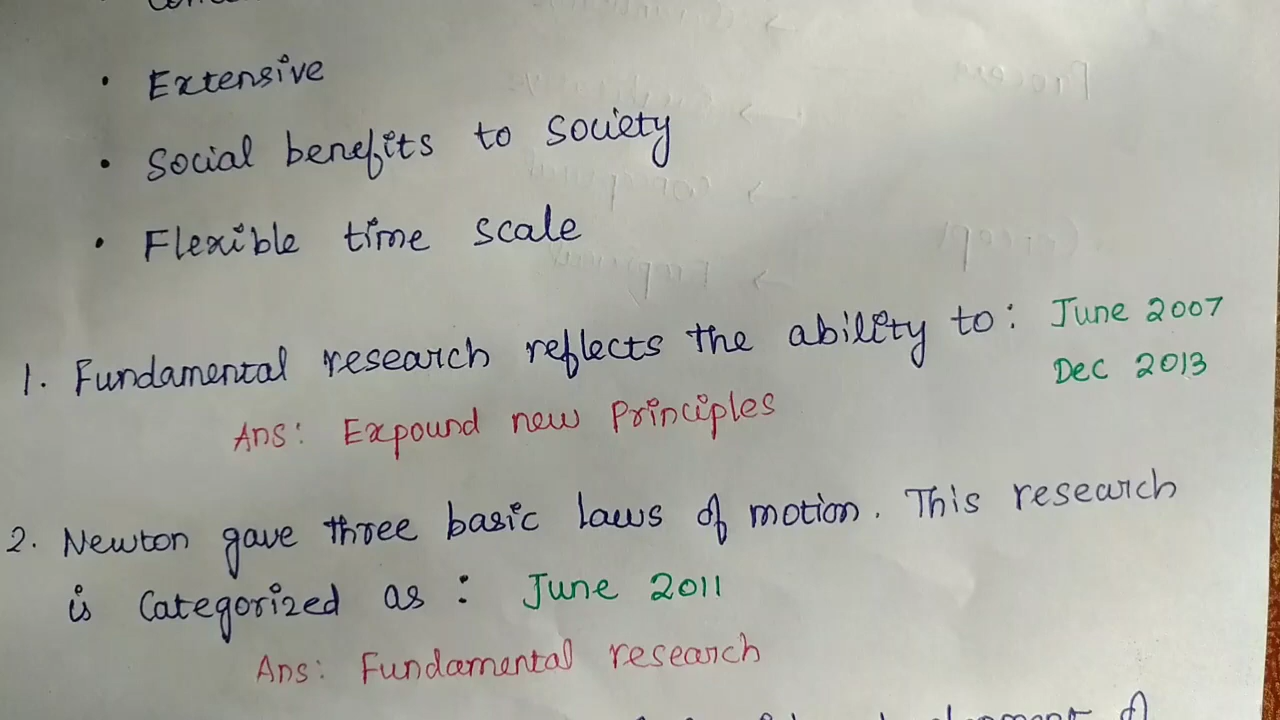 • Extensive
• Social benefits to society
• Flexible time scale
1. Fundamental research reflects the ability to: June 2007
Dec 2013
Ans: Expound new Principles
2. Newton gave three basic laws of motion. This research
is Categorized as : June 2011
Ans: Fundamental research